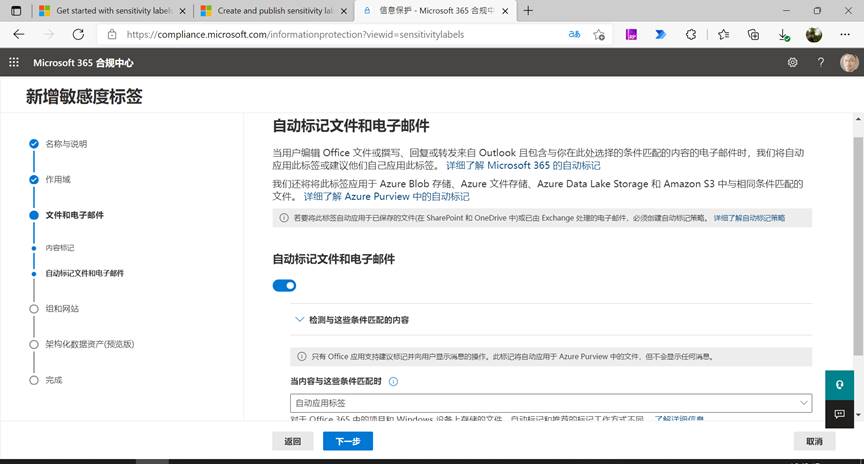 Get started with sensitivity labels
Create and publish sensitivity lab
信息保护 - Microsoft 365 合规中
https://compliance.microsoft.com/informationprotection?viewid=sensitivitylabels
Microsoft 365 合规中心
新增敏感度标签
名称与说明
作用域
文件和电子邮件
内容标记
自动标记文件和电子邮件
组和网站
架构化数据资产(预览版)
完成
自动标记文件和电子邮件
当用户编辑 Office 文件或撰写、回复或转发来自 Outlook 且包含与你在此处选择的条件匹配的内容的电子邮件时，我们将自动
应用此标签或建议他们自己应用此标签。 详细了解 Microsoft 365 的自动标记
我们还将将此标签应用于 Azure Blob 存储、Azure 文件存储、Azure Data Lake Storage 和 Amazon S3 中与相同条件匹配的
文件。 详细了解 Azure Purview 中的自动标记
若要将此标签自动应用于已保存的文件(在 SharePoint 和 OneDrive 中)或已由 Exchange 处理的电子邮件，必须创建自动标记策略。 详细了解自动标记策略
自动标记文件和电子邮件
检测与这些条件匹配的内容
只有 Office 应用支持建议标记并向用户显示消息的操作。此标记将自动应用于 Azure Purview 中的文件，但不会显示任何消息。
当内容与这些条件匹配时
自动应用标签
对于 Office 365 中的项目和 Windows 设备上存储的文件，自动标记和推荐的标记工作方式不同。 了解详细信息
返回
下一步
取消